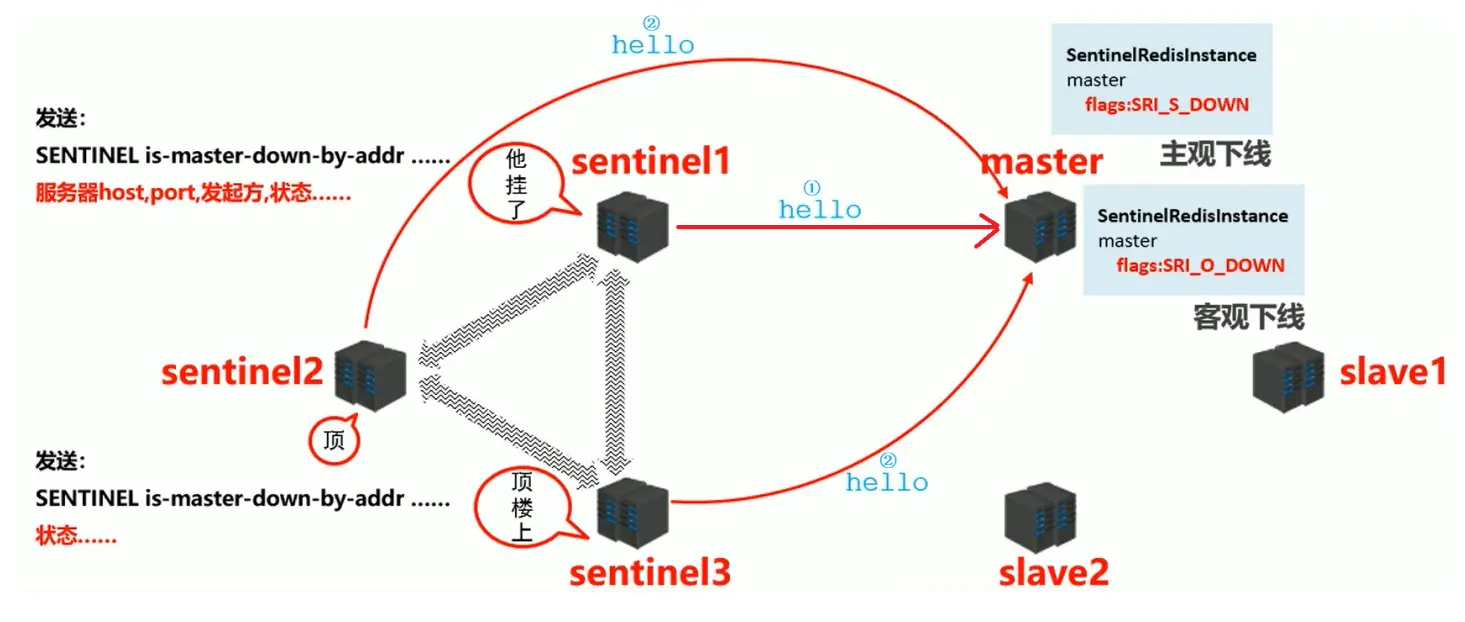 ②
hello
SentinelRedisInstance
master
flags:SRI_S_DOWN
主观下线
发送：
SENTINEL is-master-down-by-addr ……
服务器host,port,发起方,状态……
他
挂
了
sentinel1
①
hello
master
SentinelRedisInstance
master
flags:SRI_O_DOWN
客观下线
sentinel2
顶
slave1
发送：
SENTINEL is-master-down-by-addr ……
状态……
顶
楼
上
sentinel3
②
hello
slave2